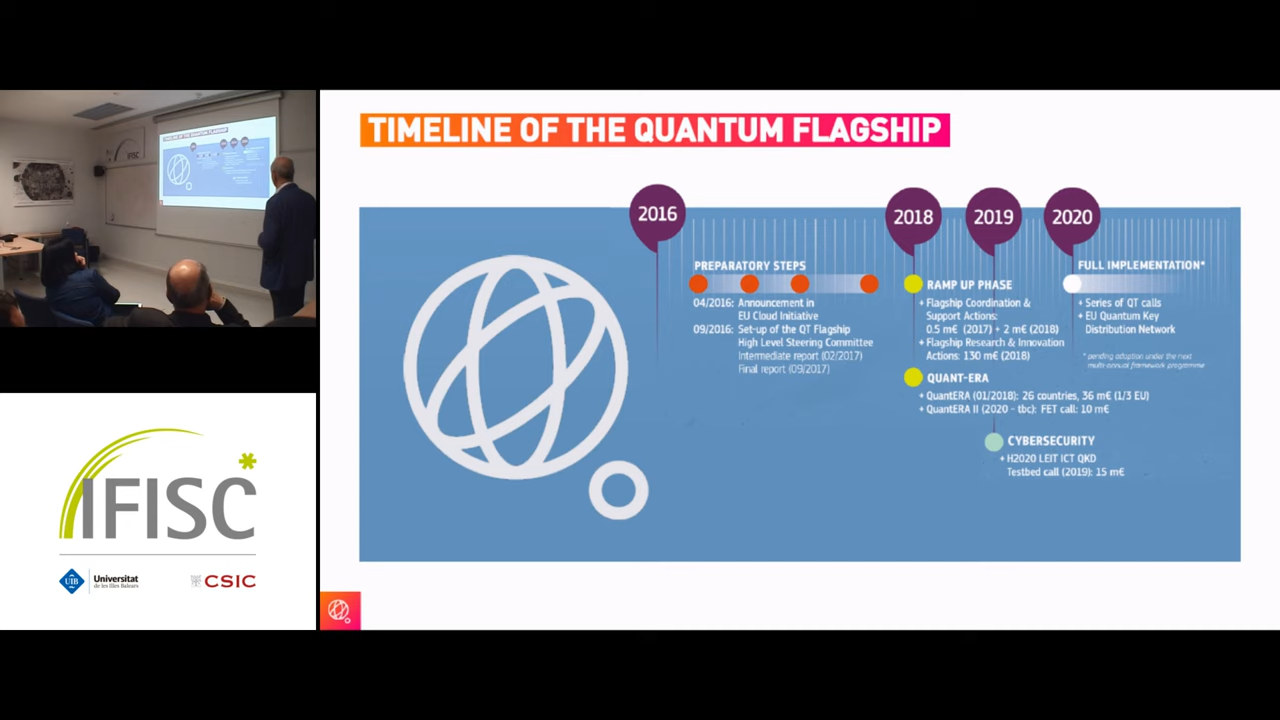 TIMELINE OF THE QUANTUM FLAGSHIP
2016
2018
2019
2020
PREPARATORY STEPS
04/2016: Announcement in
EU Cloud Initiative
09/2016: Set-up of the QT Flagship
High Level Steering Committee
Intermediate report (02/2017)
Final report (09/2017)
RAMP UP PHASE
+ Flagship Coordination &
Support Actions:
0.5 m€ (2017) + 2 m€ (2018)
+ Flagship Research & Innovation
Actions: 130 m€ (2018)
FULL IMPLEMENTATION*
+ Series of QT calls
+ EU Quantum Key
Distribution Network
* pending adoption under the next
multi-annual framework programme
QUANT-ERA
+ QuantERA (01/2018): 26 countries, 36 m€ (1/3 EU)
+ QuantERA II (2020 - tbc): FET call: 10 m€
CYBERSECURITY
+ H2020 LEIT ICT QKD
Testbed call (2019): 15 m€
TIMELINE OF THE QUANTUM FLAGSHIP
IFISC
UIB
Universitat
de les Illes Balears
CSIC